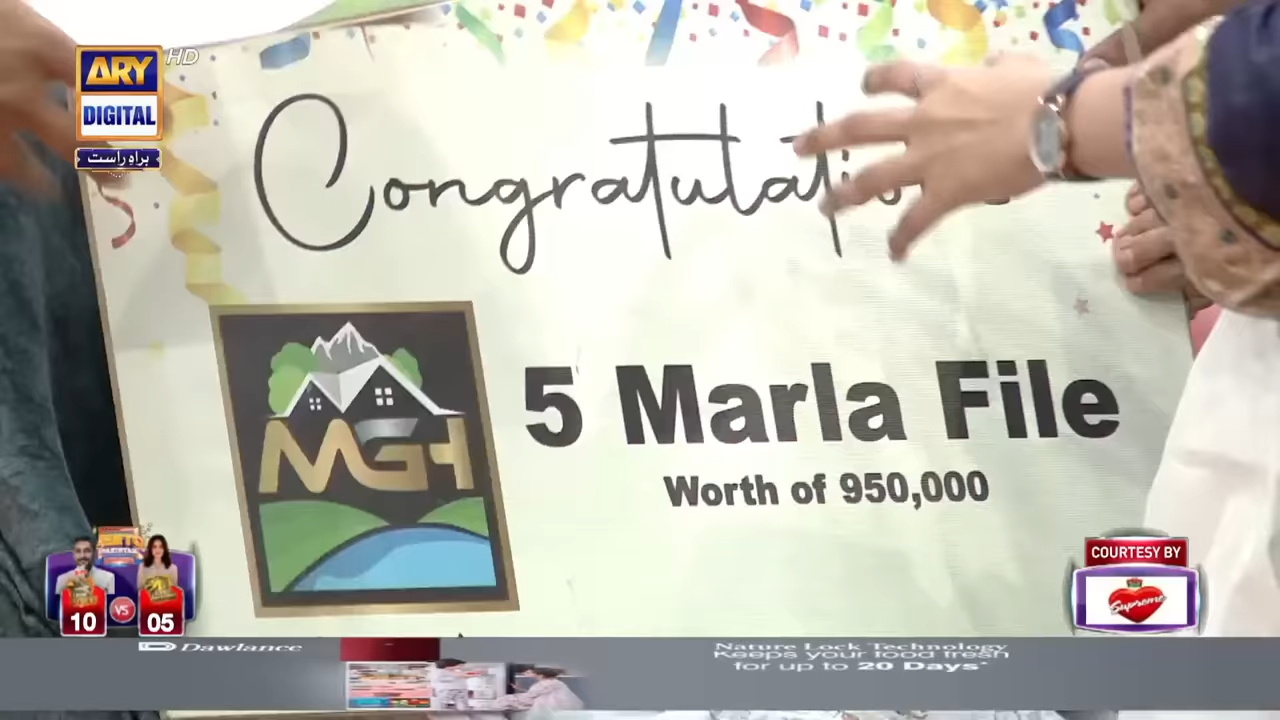 HD
ARY
DIGITAL
براہِ راست
Congratulati
MGH
5 Marla File
Worth of 950,000
COURTESY BY
Supreme
10 VS 05
Dawlance
Nature Lock Technology
Keeps your food fresh
for up to 20 Days*